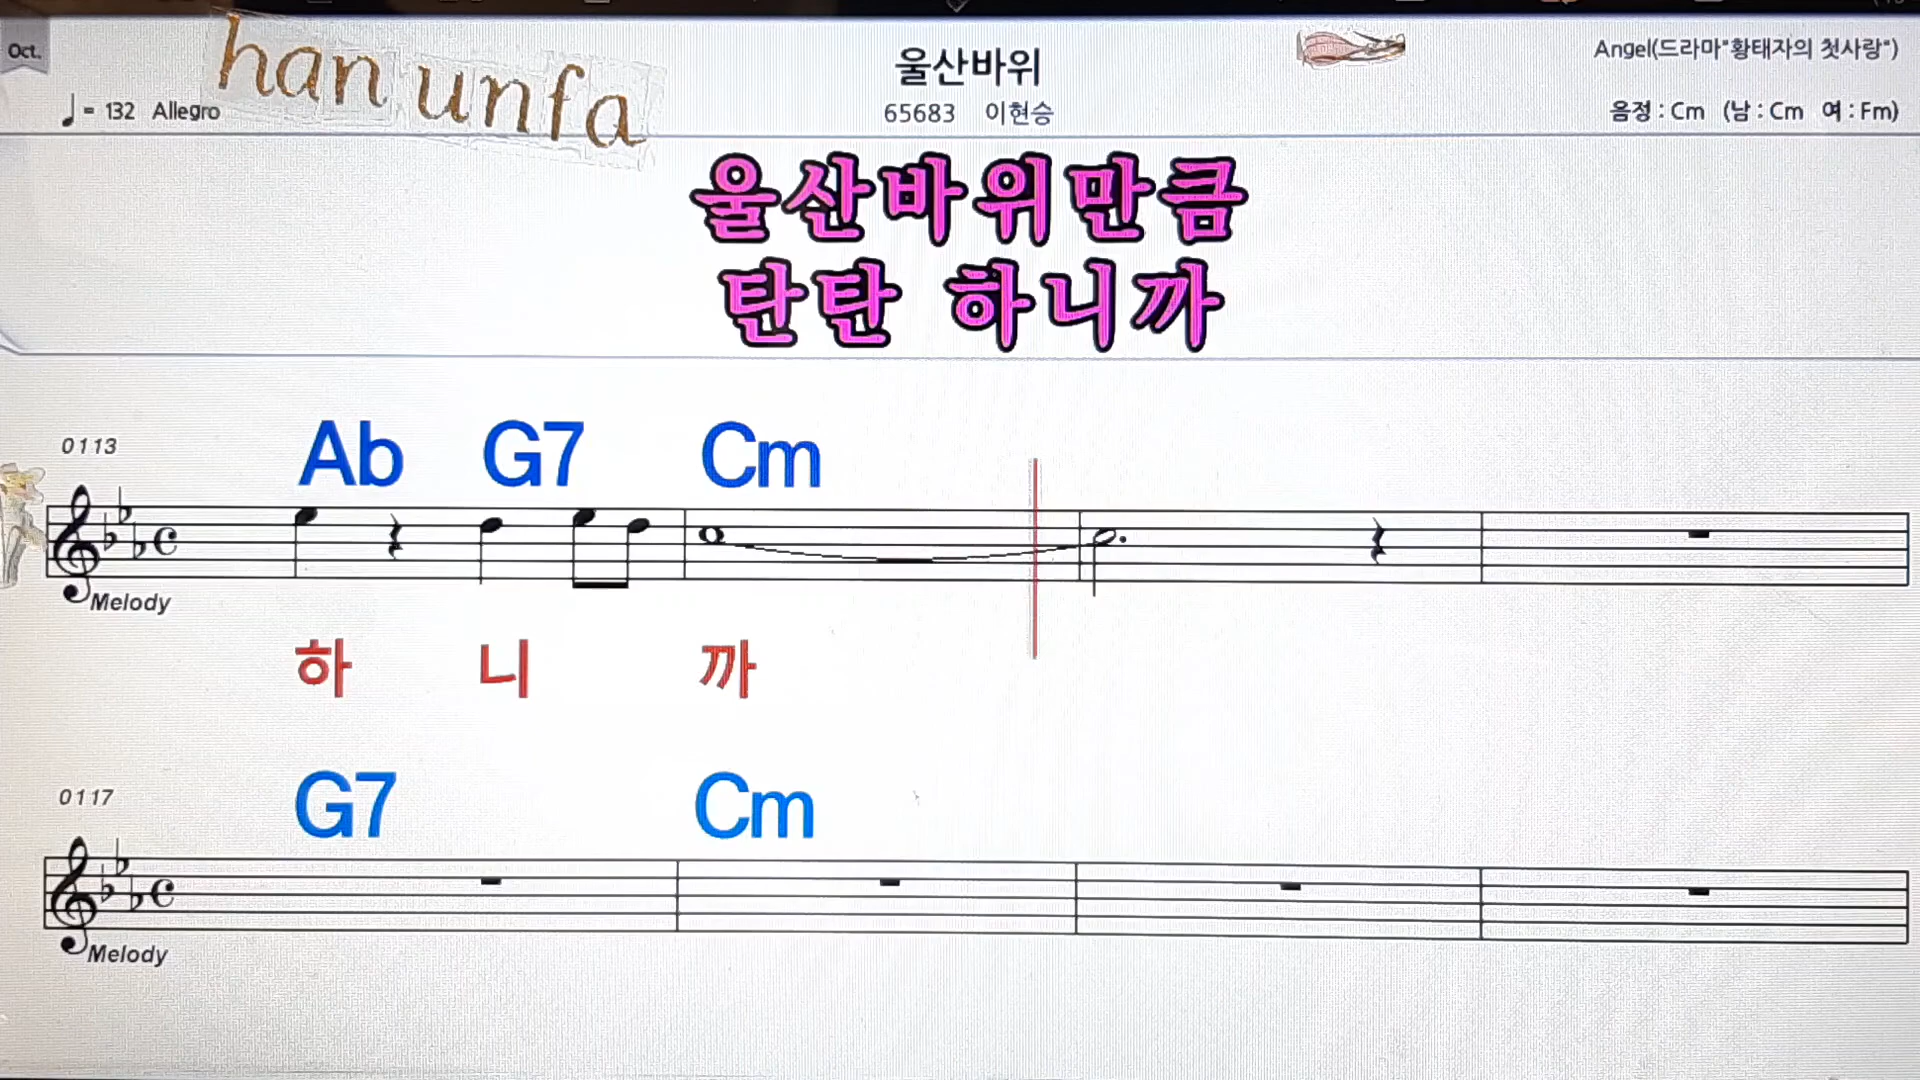 Oct.
han unfa
울산바위
Angel(드라마"황태자의 첫사랑")
♩ = 132 Allegro
65683 이현승
음정 : Cm (남 : Cm 여 : Fm)
울산바위만큼
탄탄 하니까
0113
Ab G7 Cm
Melody
하 니 까
0117
G7 Cm
Melody